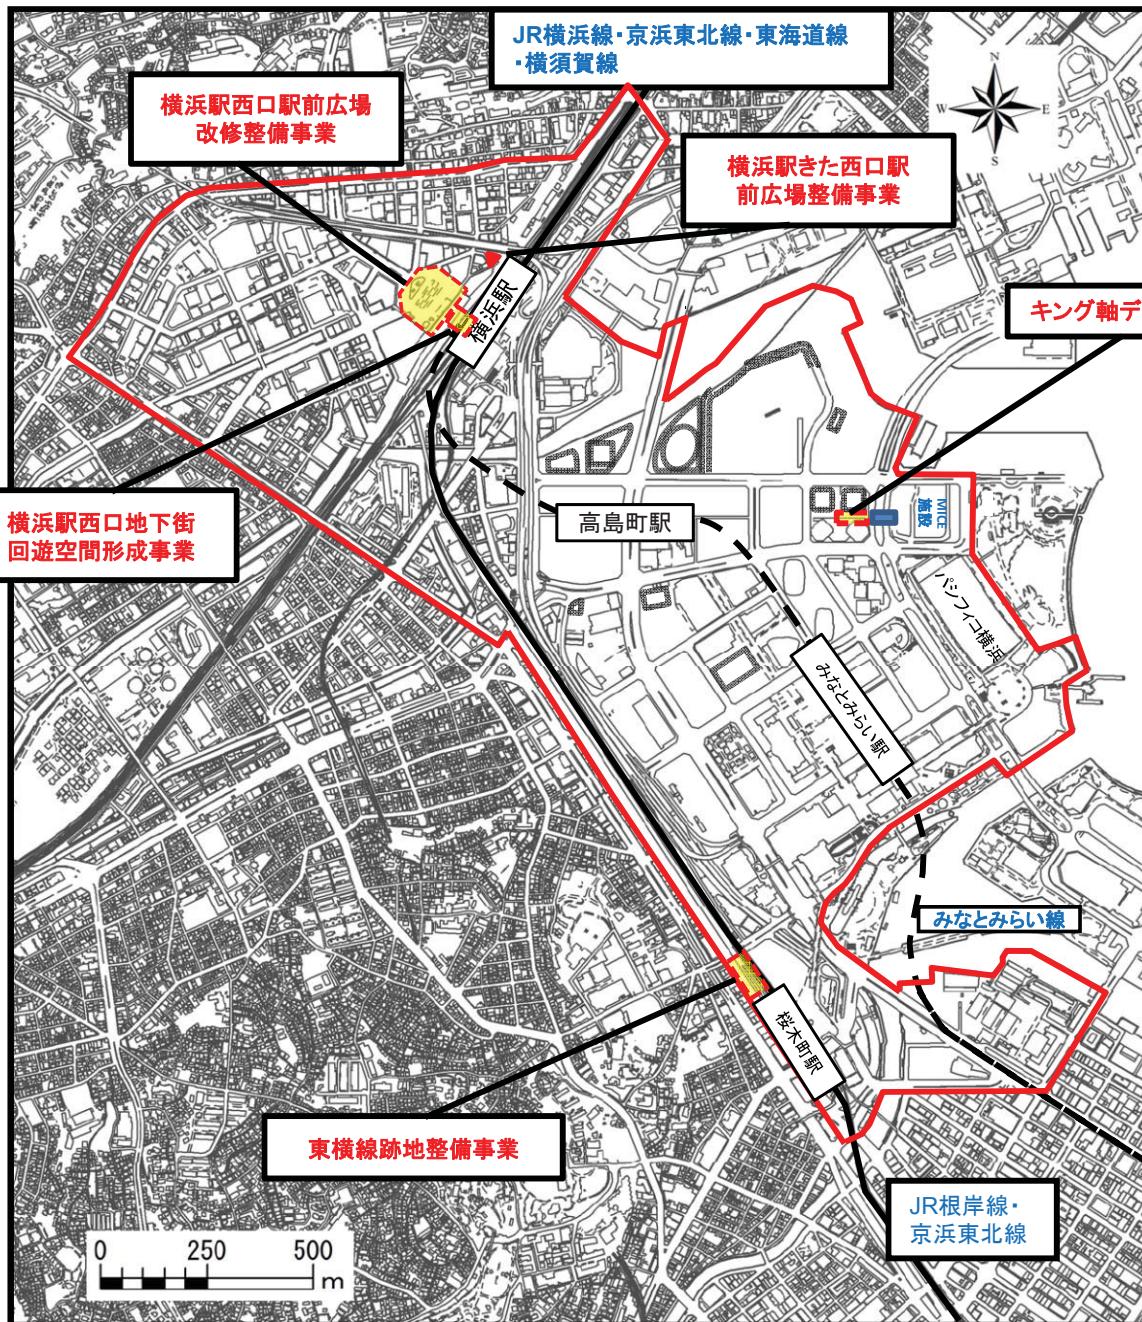 JR横浜線・京浜東北線・東海道線
・横須賀線
横浜駅西口駅前広場
改修整備事業
N
W
E
S
横浜駅きた西口駅
前広場整備事業
横浜駅
キング軸デ
横浜駅西口地下街
回遊空間形成事業
高島町駅
MICE
施設
パシフィコ横浜
みなとみらい駅
みなとみらい線
桜木町駅
東横線跡地整備事業
JR根岸線・
京浜東北線
0 250 500
m